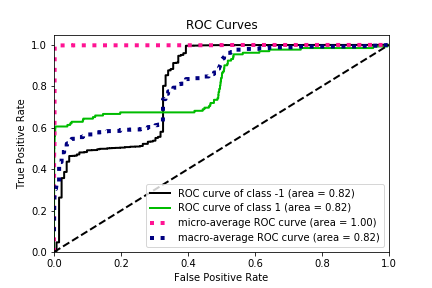 ROC Curves
True Positive Rate
1.0
0.8
0.6
0.4
0.2
0.0
ROC curve of class -1 (area = 0.82)
ROC curve of class 1 (area = 0.82)
micro-average ROC curve (area = 1.00)
macro-average ROC curve (area = 0.82)
0.0 0.2 0.4 0.6 0.8 1.0
False Positive Rate